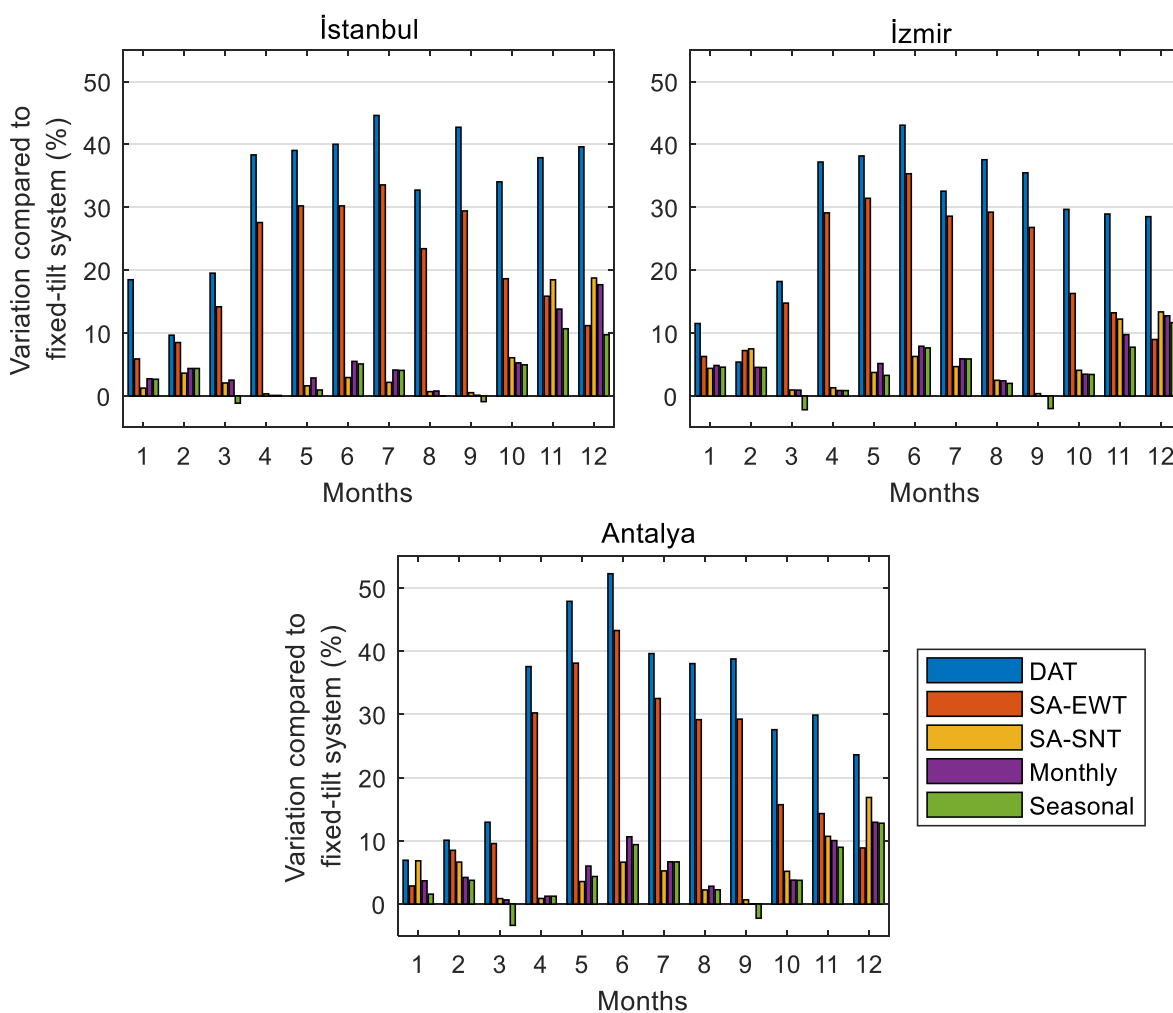 İstanbul
Variation compared to
fixed-tilt system (%)
50
40
30
20
10
0
1 2 3 4 5 6 7 8 9 10 11 12
Months
İzmir
50
40
30
20
10
0
1 2 3 4 5 6 7 8 9 10 11 12
Months
Antalya
Variation compared to
fixed-tilt system (%)
50
40
30
20
10
0
1 2 3 4 5 6 7 8 9 10 11 12
Months
DAT
SA-EWT
SA-SNT
Monthly
Seasonal